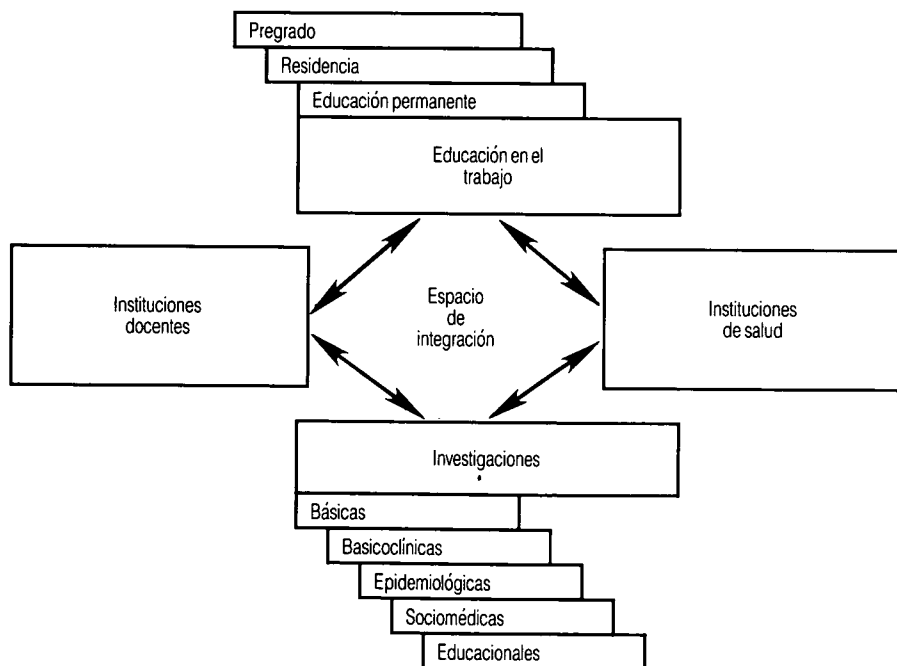 Pregrado
Residencia
Educación permanente
Educación en el
trabajo
Instituciones
docentes
Espacio
de
integración
Instituciones
de salud
Investigaciones
Básicas
Basicoclínicas
Epidemiológicas
Sociomédicas
Educacionales